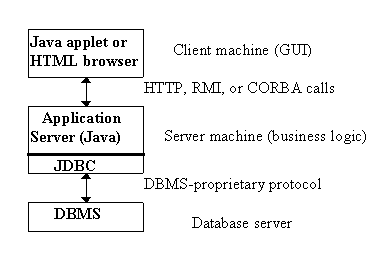 Java applet or
HTML browser
Client machine (GUI)
HTTP, RMI, or CORBA calls
Application
Server (Java)
Server machine (business logic)
JDBC
DBMS-proprietary protocol
DBMS
Database server